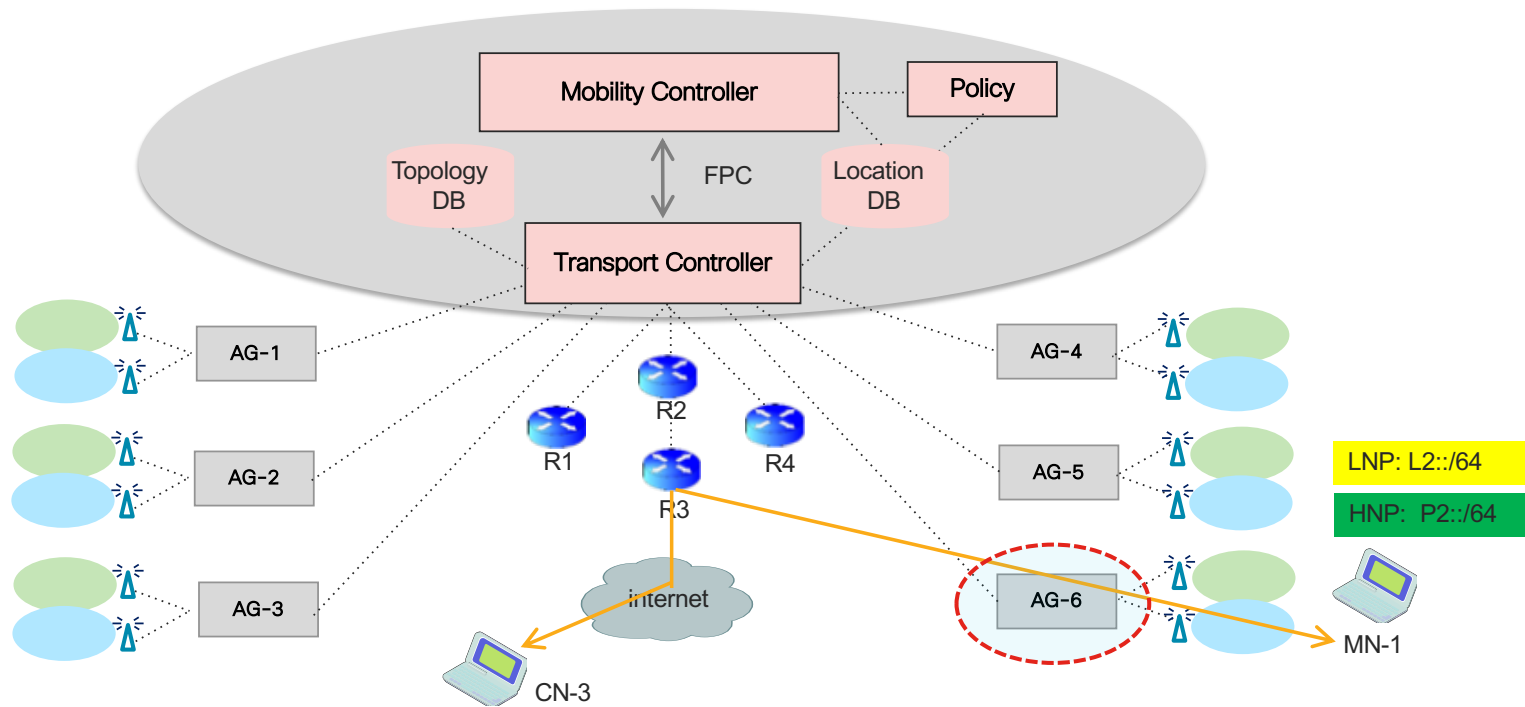 Mobility Controller
Policy
Topology
DB
FPC
Location
DB
Transport Controller
AG-1
AG-4
R2
R1
R4
AG-2
AG-5
LNP: L2::/64
R3
HNP: P2::/64
AG-3
internet
AG-6
MN-1
CN-3